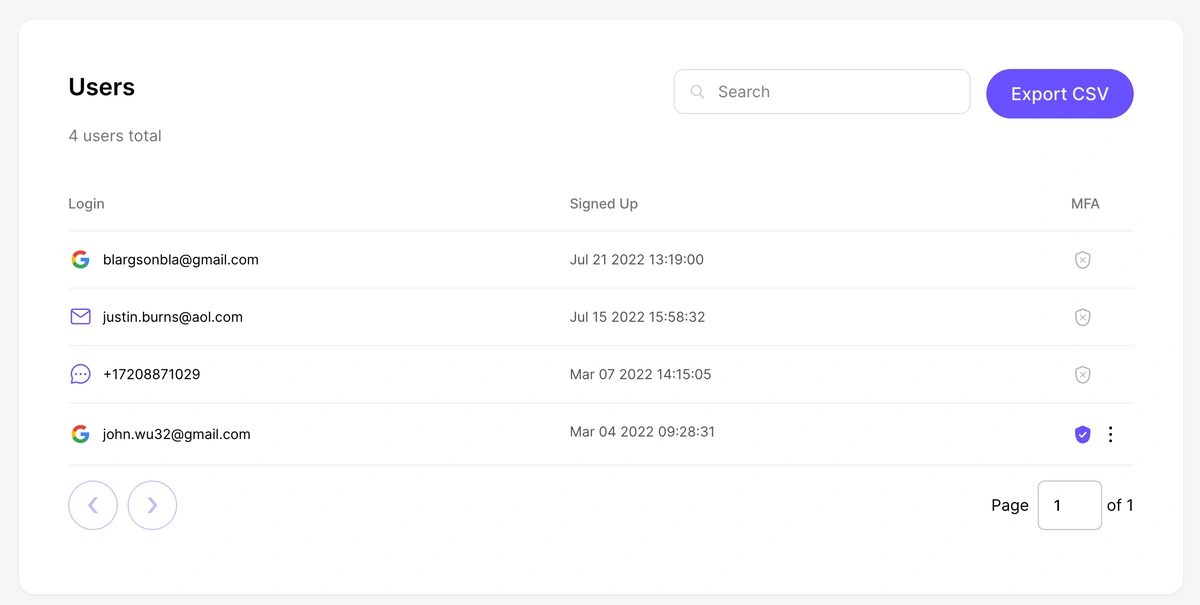 Users
Search
Export CSV
4 users total
Login Signed Up MFA
blargsonbla@gmail.com Jul 21 2022 13:19:00
justin.burns@aol.com Jul 15 2022 15:58:32
+17208871029 Mar 07 2022 14:15:05
john.wu32@gmail.com Mar 04 2022 09:28:31
Page 1 of 1